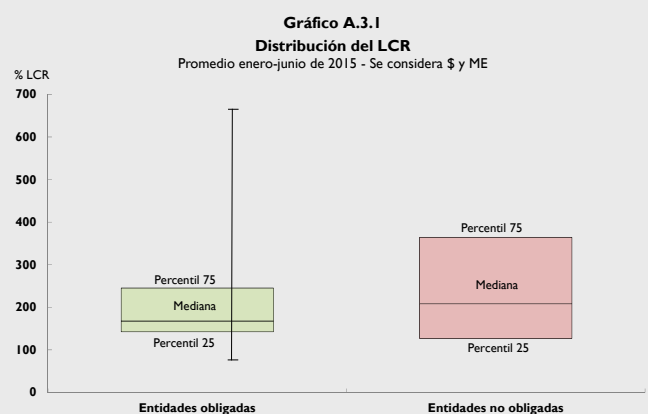 Gráfico A.3.1
Distribución del LCR
Promedio enero-junio de 2015 - Se considera $ y ME
% LCR
700
600
500
400
300
200
100
0
Percentil 75
Mediana
Percentil 25
Percentil 75
Mediana
Percentil 25
Entidades obligadas
Entidades no obligadas